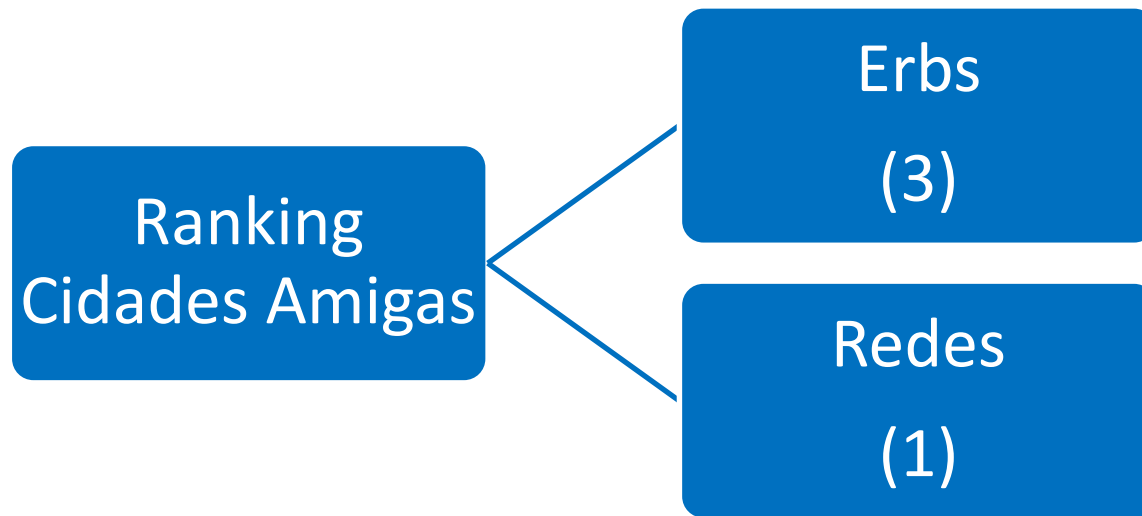 Ranking
Cidades Amigas
Erbs
(3)
Redes
(1)